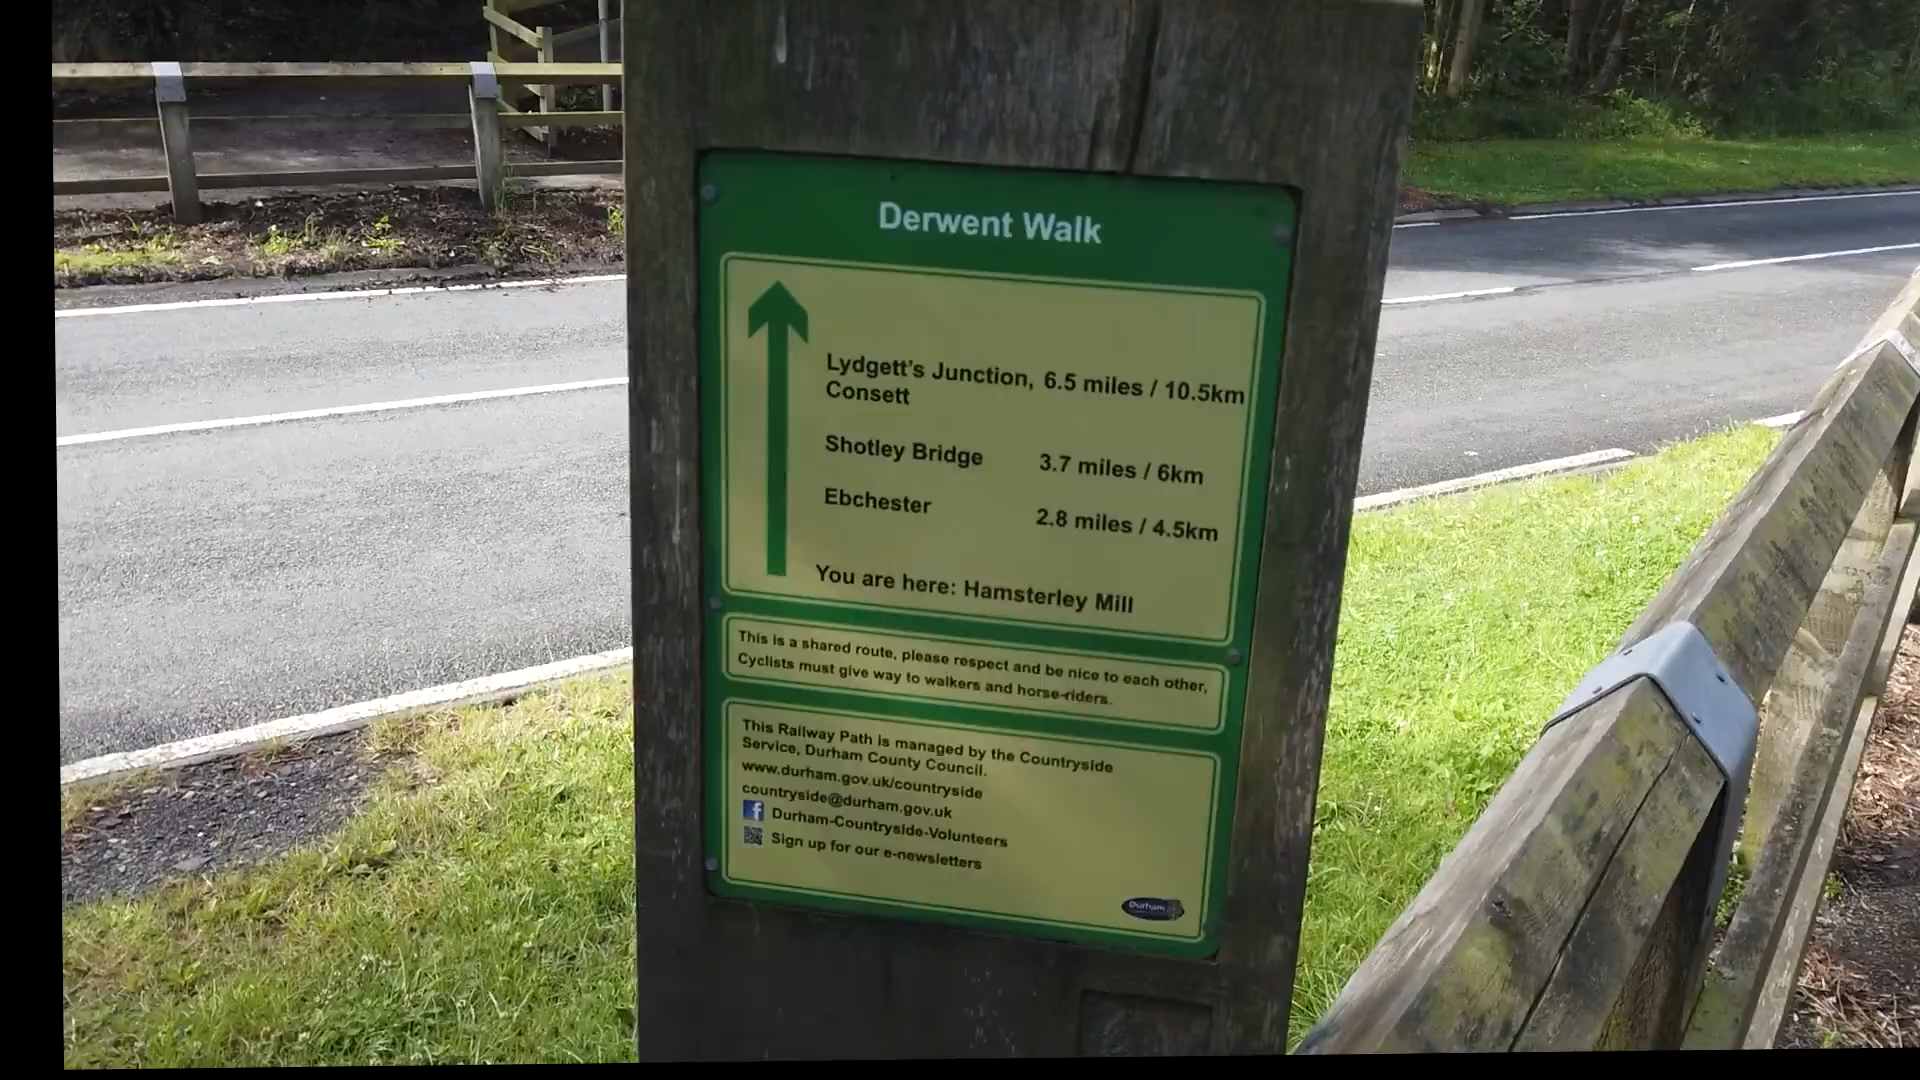 Derwent Walk
Lydgett's Junction, 6.5 miles / 10.5km
Consett
Shotley Bridge 3.7 miles / 6km
Ebchester 2.8 miles / 4.5km
You are here: Hamsterley Mill
This is a shared route, please respect and be nice to each other,
Cyclists must give way to walkers and horse-riders.
This Railway Path is managed by the Countryside
Service, Durham County Council.
www.durham.gov.uk/countryside
countryside@durham.gov.uk
f Durham-Countryside-Volunteers
Sign up for our e-newsletters
Durham